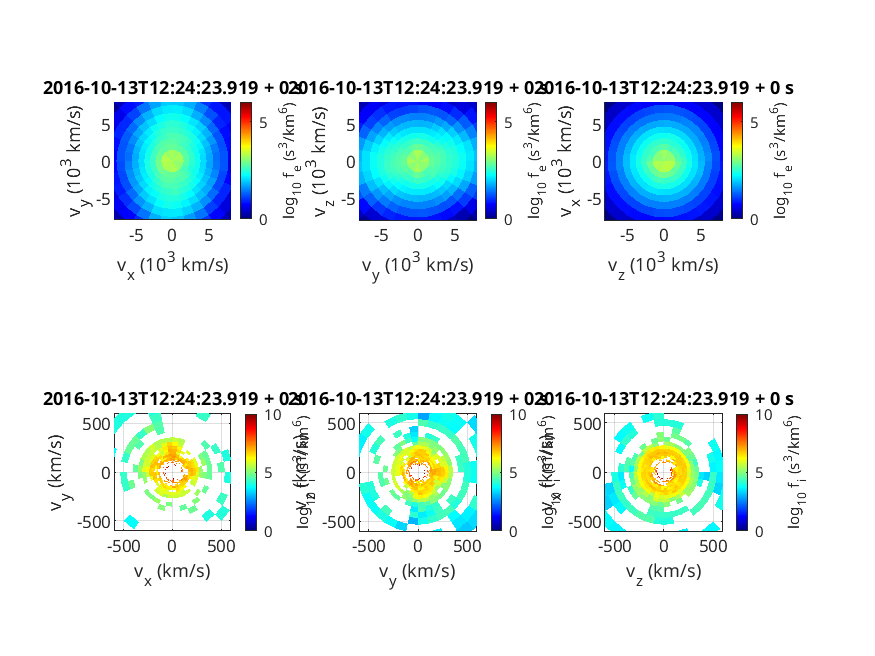 2016-10-13T12:24:23.919 + 0 s
2016-10-13T12:24:23.919 + 0 s
2016-10-13T12:24:23.919 + 0 s
v_y (10^3 km/s)
5
0
-5
-5 0 5
v_x (10^3 km/s)
5
0
log_10 f_e (s^3/km^6)
v_z (10^3 km/s)
5
0
-5
-5 0 5
v_y (10^3 km/s)
5
0
log_10 f_e (s^3/km^6)
v_x (10^3 km/s)
5
0
-5
-5 0 5
v_z (10^3 km/s)
5
0
log_10 f_e (s^3/km^6)
2016-10-13T12:24:23.919 + 0 s
2016-10-13T12:24:23.919 + 0 s
2016-10-13T12:24:23.919 + 0 s
v_y (km/s)
500
0
-500
-500 0 500
v_x (km/s)
10
5
0
500
0
-500
-500 0 500
v_y (km/s)
10
5
0
500
0
-500
-500 0 500
v_z (km/s)
10
5
0
log_10 f_i (s^3/km^6)